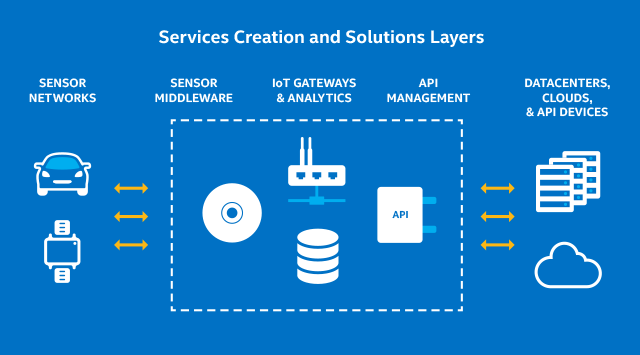 Services Creation and Solutions Layers
SENSOR
NETWORKS
SENSOR
MIDDLEWARE
IoT GATEWAYS
& ANALYTICS
API
MANAGEMENT
DATACENTERS,
CLOUDS,
& API DEVICES
API